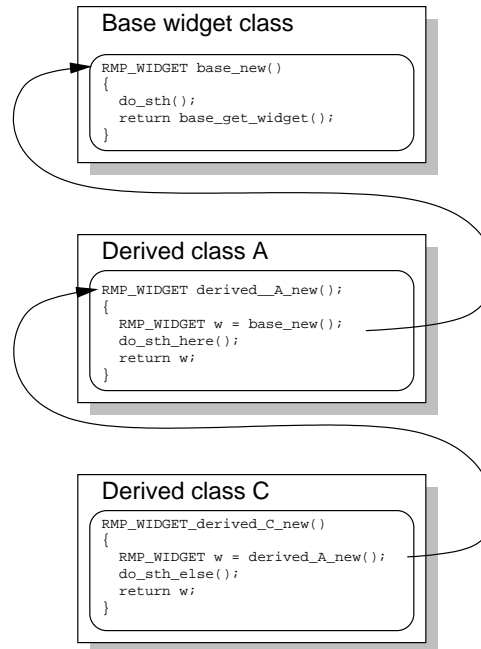 Base widget class
RMP_WIDGET base_new()
{
do_sth();
return base_get_widget();
}
Derived class A
RMP_WIDGET derived__A_new();
{
RMP_WIDGET w = base_new();
do_sth_here();
return w;
}
Derived class C
RMP_WIDGET_derived_C_new()
{
RMP_WIDGET w = derived_A_new();
do_sth_else();
return w;
}